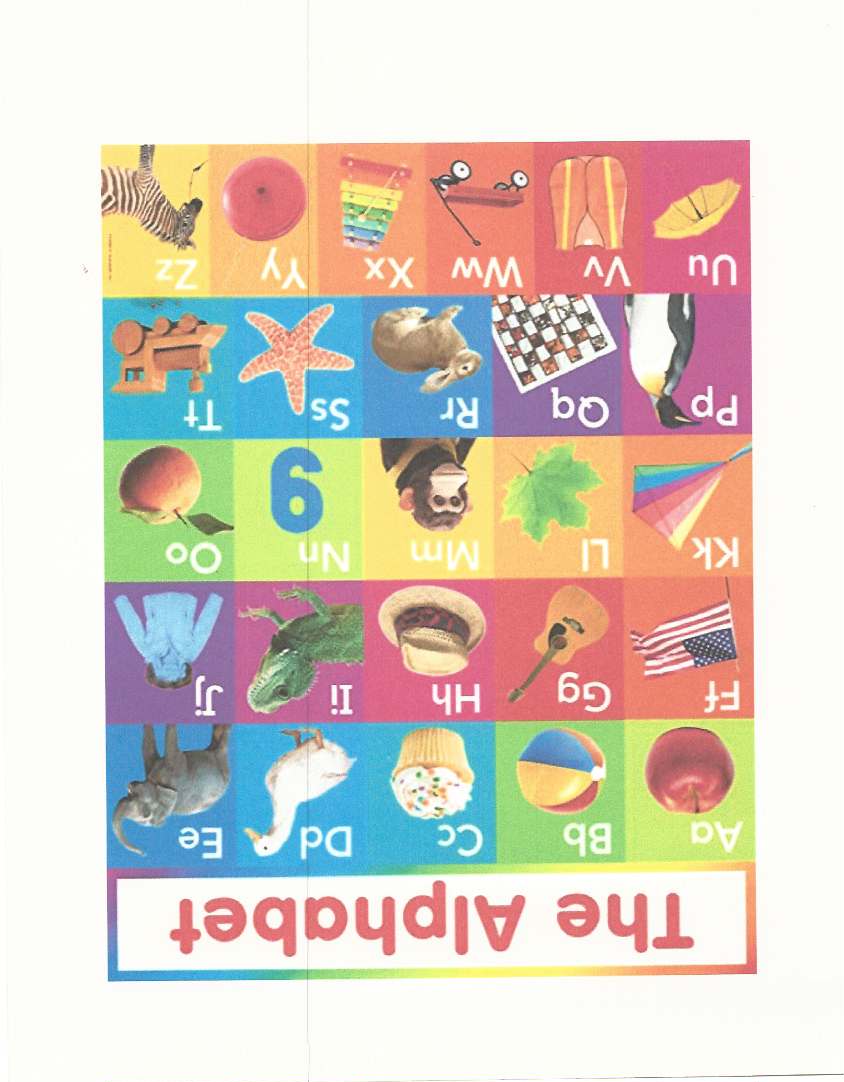 The Alphabet
Aa Bb Cc Dd Ee
Ff Gg Hh Ii Jj
Kk Ll Mm Nn Oo
Pp Qq Rr Ss Tt
Uu Vv Ww Xx Yy Zz